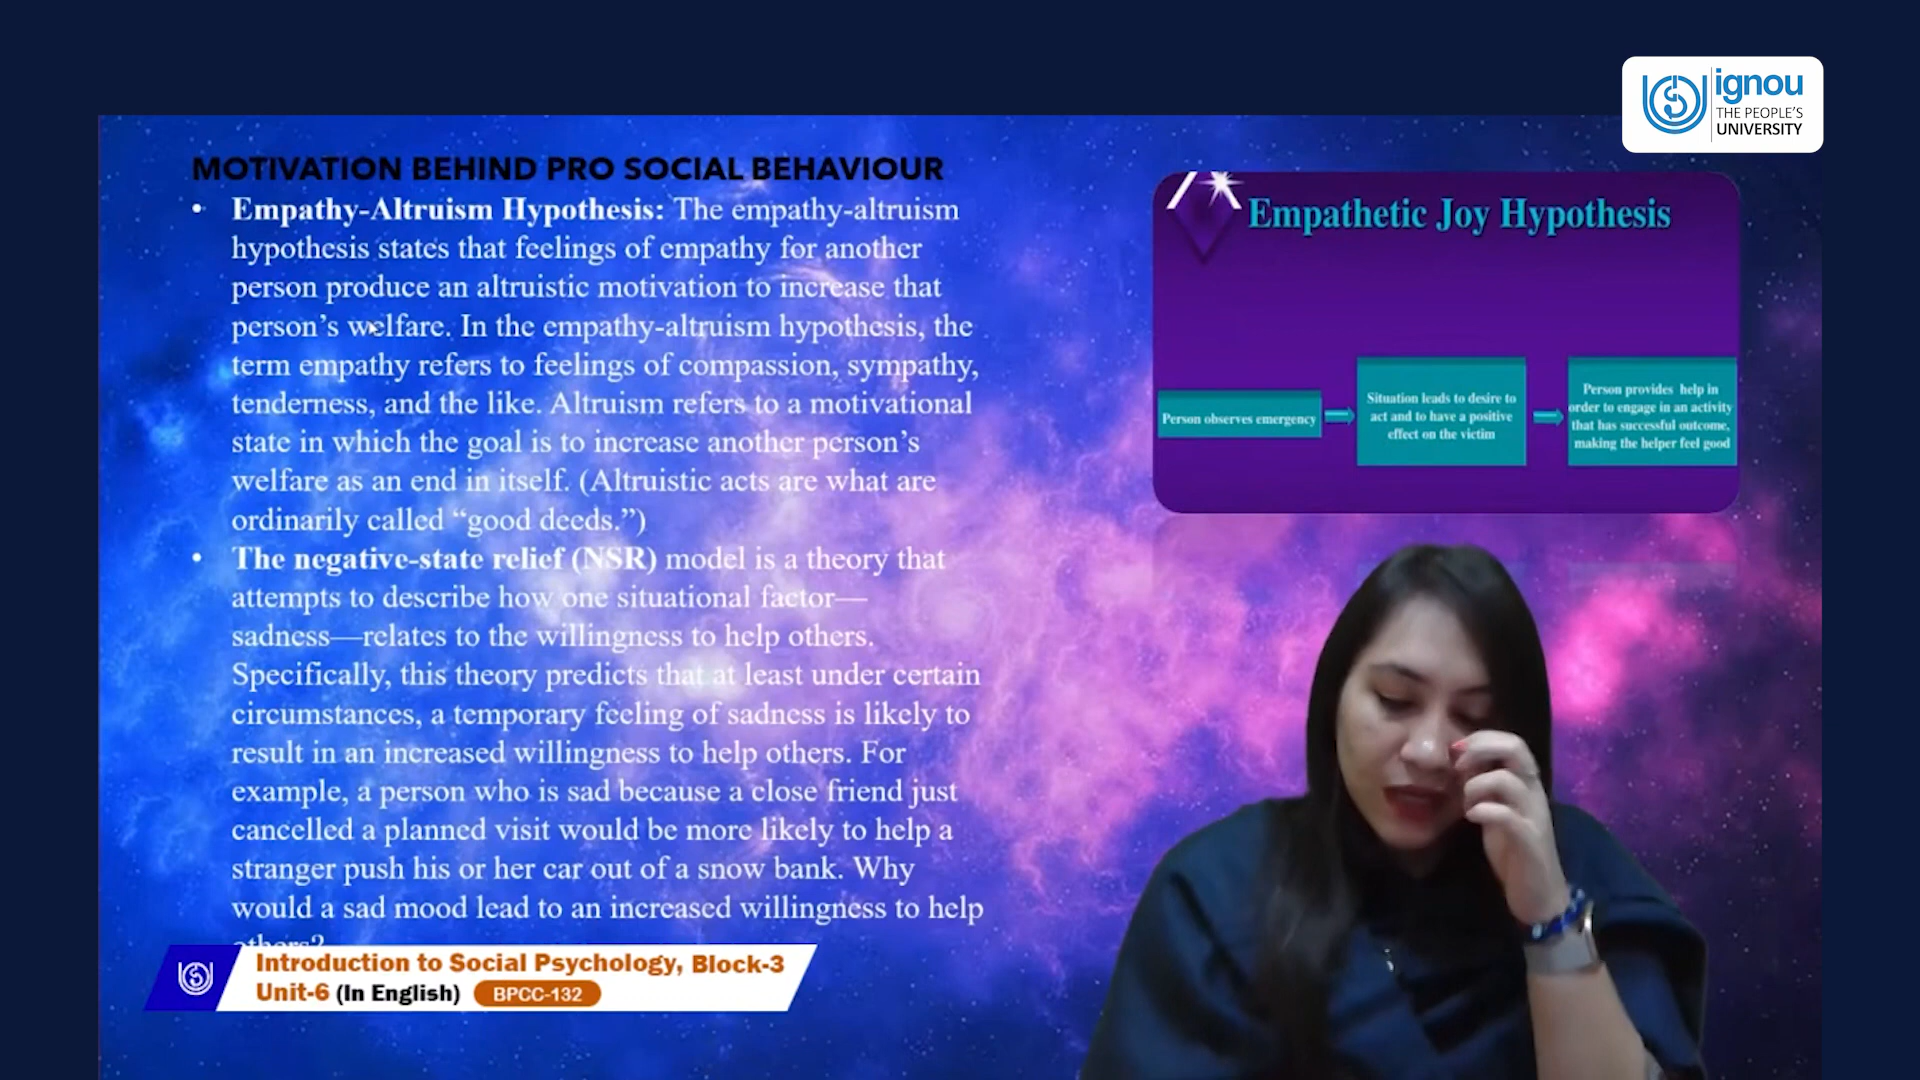 ignou
THE PEOPLE'S
UNIVERSITY
MOTIVATION BEHIND PRO SOCIAL BEHAVIOUR
• Empathy-Altruism Hypothesis: The empathy-altruism
hypothesis states that feelings of empathy for another
person produce an altruistic motivation to increase that
person’s welfare. In the empathy-altruism hypothesis, the
term empathy refers to feelings of compassion, sympathy,
tenderness, and the like. Altruism refers to a motivational
state in which the goal is to increase another person’s
welfare as an end in itself. (Altruistic acts are what are
ordinarily called “good deeds.”)
• The negative-state relief (NSR) model is a theory that
attempts to describe how one situational factor—
sadness—relates to the willingness to help others.
Specifically, this theory predicts that at least under certain
circumstances, a temporary feeling of sadness is likely to
result in an increased willingness to help others. For
example, a person who is sad because a close friend just
cancelled a planned visit would be more likely to help a
stranger push his or her car out of a snow bank. Why
would a sad mood lead to an increased willingness to help
others?
Empathetic Joy Hypothesis
Person observes emergency
Situation leads to desire to
act and to have a positive
effect on the victim
Person provides help in
order to engage in an activity
that has successful outcome,
making the helper feel good
Introduction to Social Psychology, Block-3
Unit-6 (In English) BPCC-132